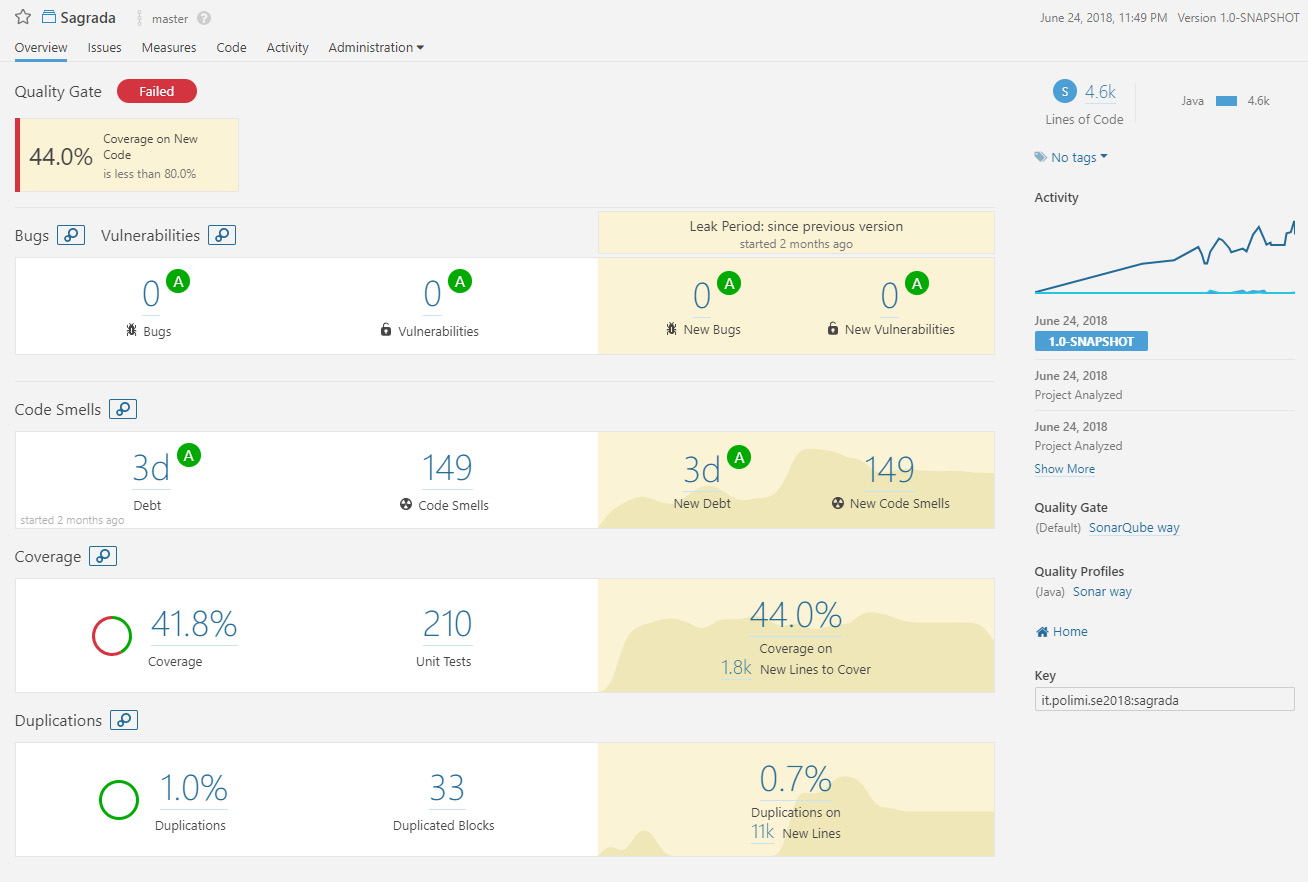 Sagrada master ?
June 24, 2018, 11:49 PM Version 1.0-SNAPSHOT
Overview Issues Measures Code Activity Administration
Quality Gate Failed
44.0%
Coverage on New
Code
is less than 80.0%
Bugs Vulnerabilities
Leak Period: since previous version
started 2 months ago
0 A
Bugs
0 A
Vulnerabilities
0 A
New Bugs
0 A
New Vulnerabilities
Code Smells
3d A
Debt
started 2 months ago
149
Code Smells
3d A
New Debt
149
New Code Smells
Coverage
41.8%
Coverage
210
Unit Tests
44.0%
Coverage on
1.8k New Lines to Cover
Duplications
1.0%
Duplications
33
Duplicated Blocks
0.7%
Duplications on
11k New Lines
S 4.6k
Lines of Code
Java 4.6k
No tags
Activity
June 24, 2018
1.0-SNAPSHOT
June 24, 2018
Project Analyzed
June 24, 2018
Project Analyzed
Show More
Quality Gate
(Default) SonarQube way
Quality Profiles
(Java) Sonar way
Home
Key
it.polimi.se2018:sagrada